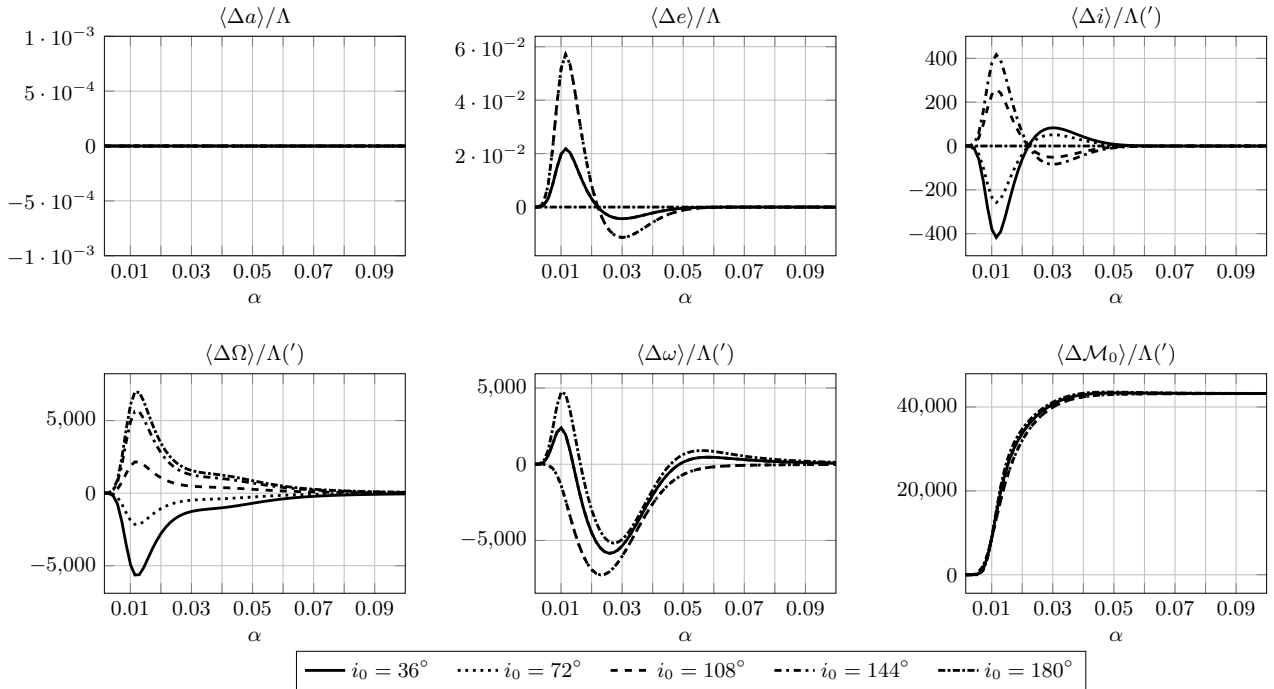 ⟨Δa⟩/Λ
1 · 10⁻³
5 · 10⁻⁴
0
−5 · 10⁻⁴
−1 · 10⁻³
0.01 0.03 0.05 0.07 0.09
α
⟨Δe⟩/Λ
6 · 10⁻²
4 · 10⁻²
2 · 10⁻²
0
0.01 0.03 0.05 0.07 0.09
α
⟨Δi⟩/Λ(′)
400
200
0
−200
−400
0.01 0.03 0.05 0.07 0.09
α
⟨ΔΩ⟩/Λ(′)
5,000
0
−5,000
0.01 0.03 0.05 0.07 0.09
α
⟨Δω⟩/Λ(′)
5,000
0
−5,000
0.01 0.03 0.05 0.07 0.09
α
⟨Δℳ₀⟩/Λ(′)
40,000
20,000
0
0.01 0.03 0.05 0.07 0.09
α
i₀ = 36° i₀ = 72° i₀ = 108° i₀ = 144° i₀ = 180°